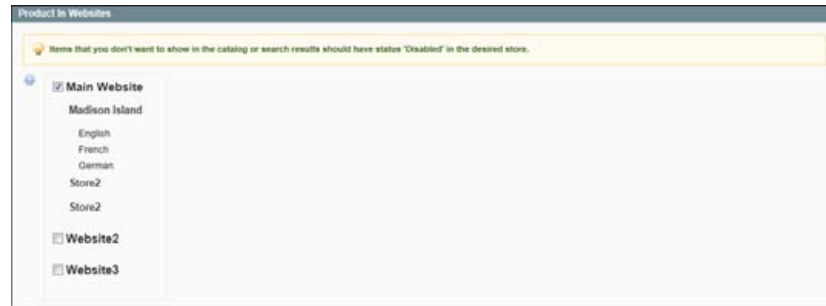 Product In Websites
Items that you don't want to show in the catalog or search results should have status 'Disabled' in the desired store.
Main Website
Madison Island
English
French
German
Store2
Store2
Website2
Website3